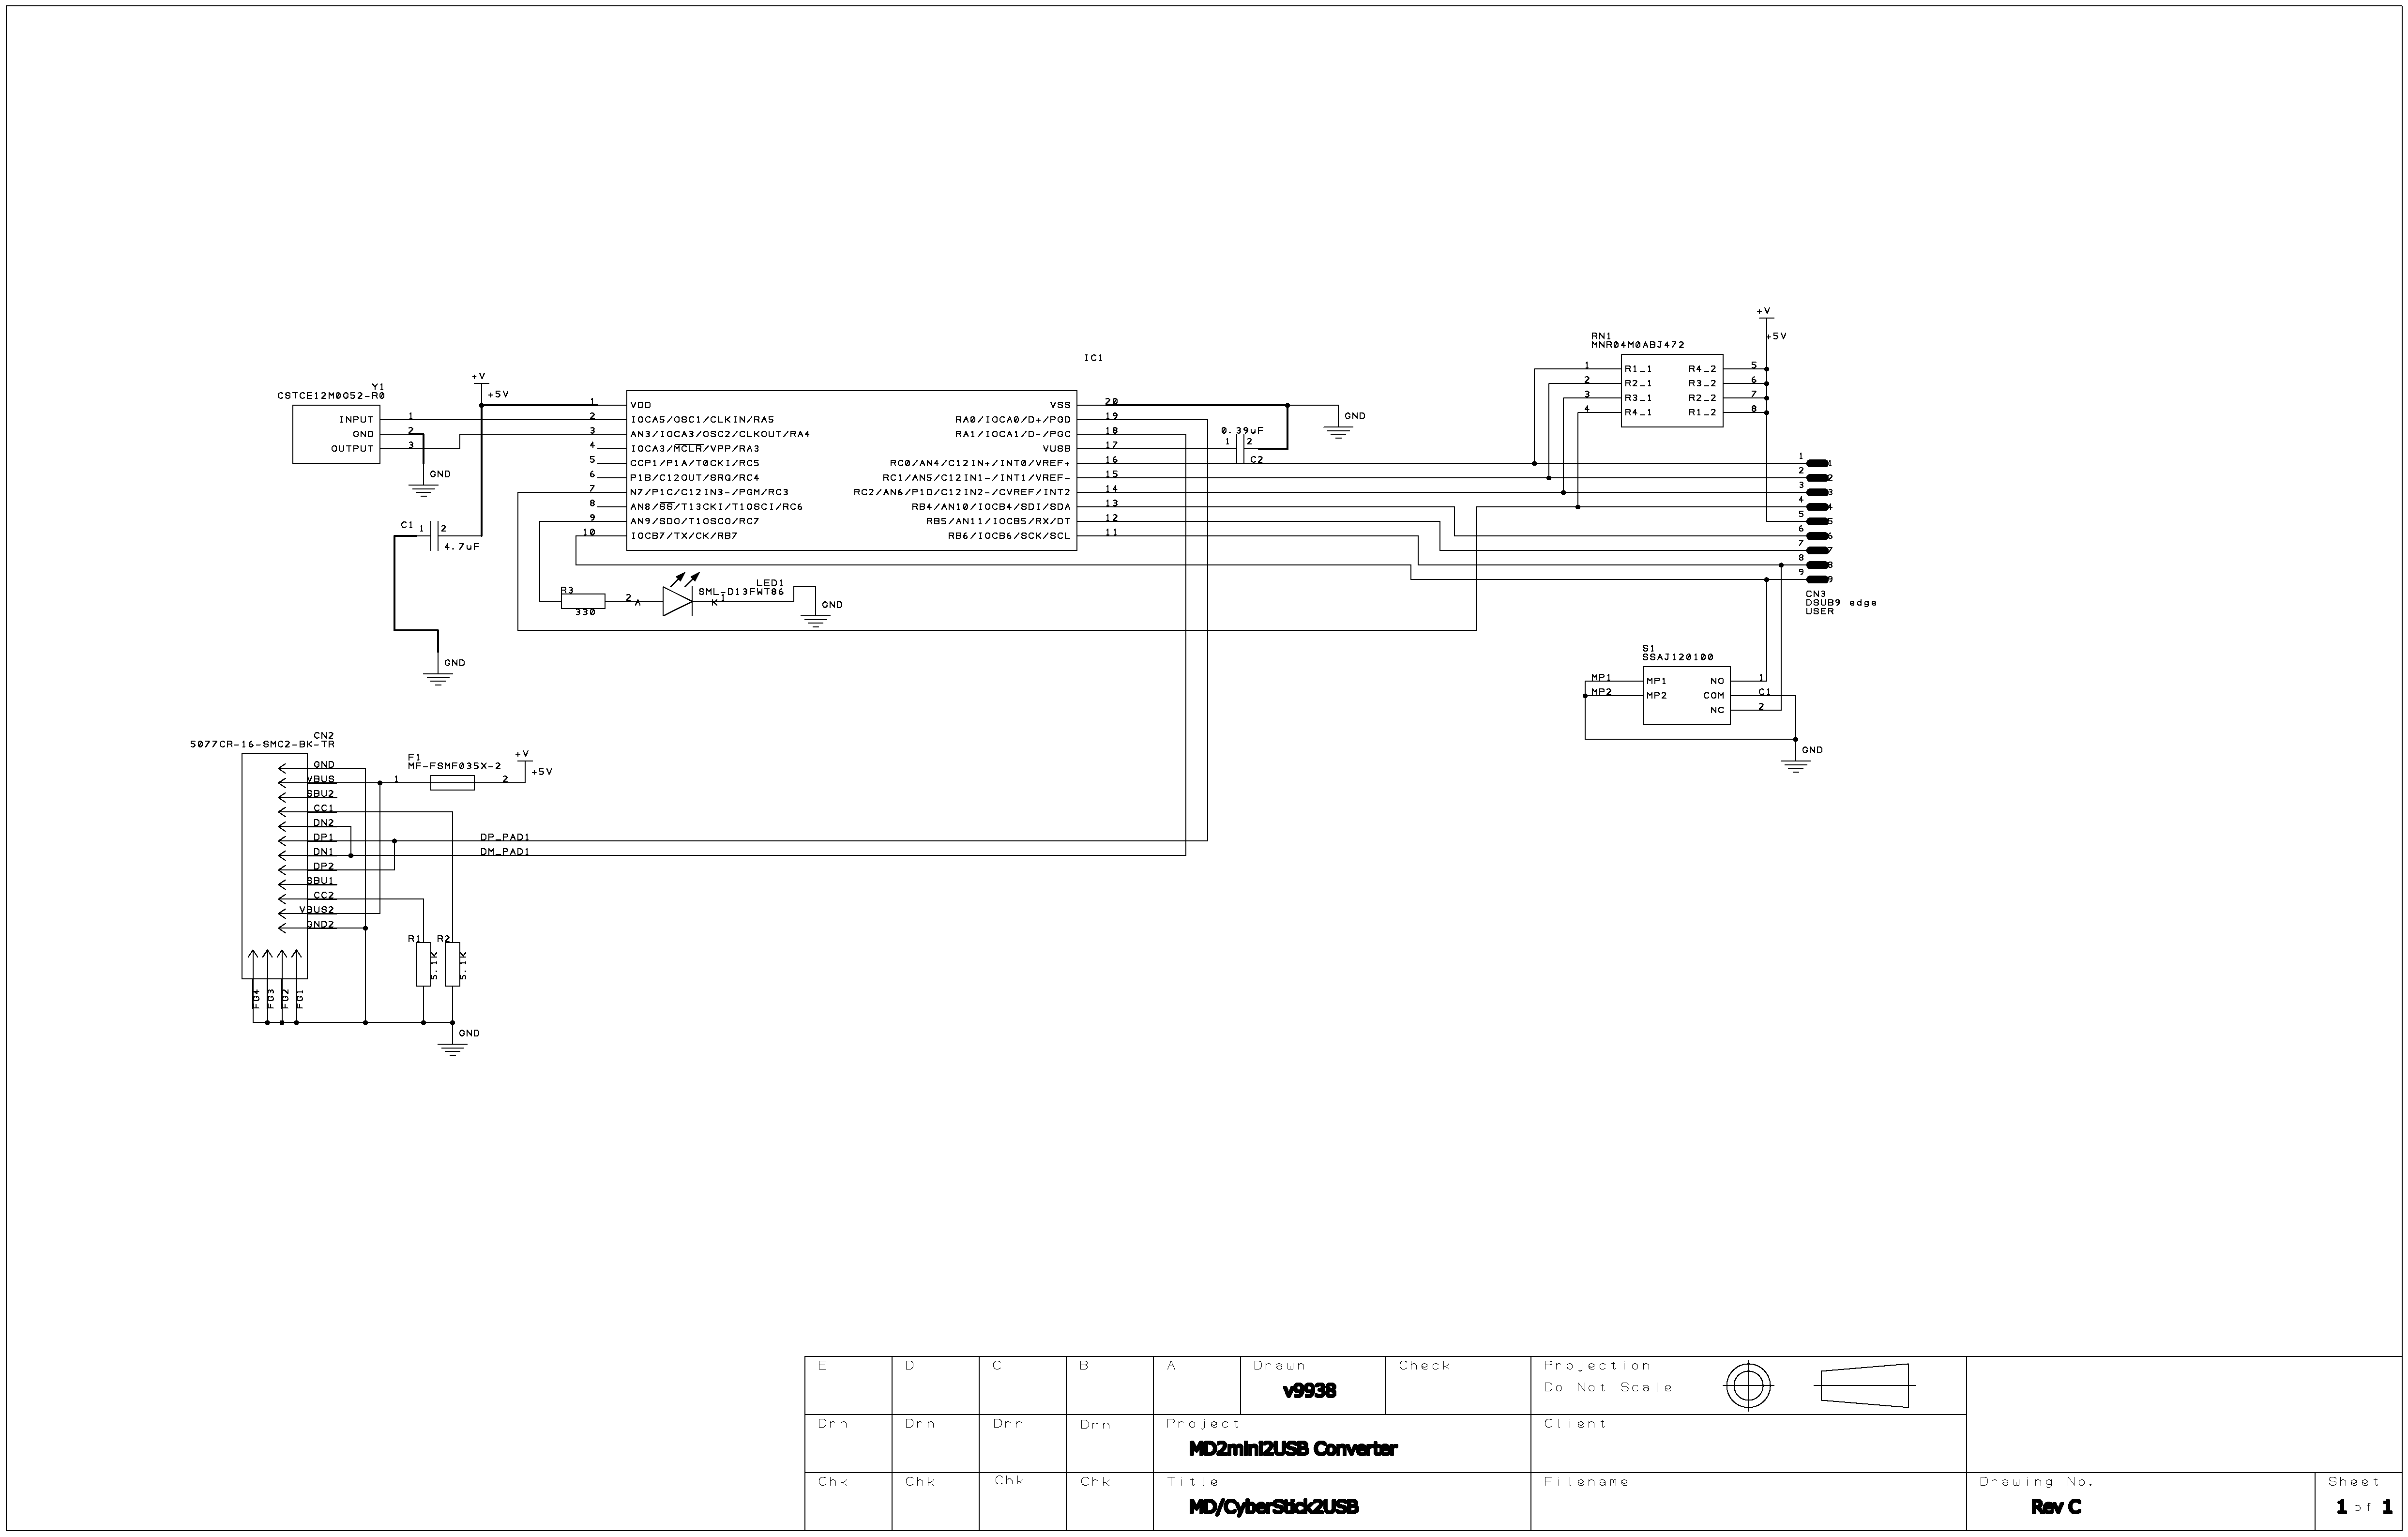 IC1
+V
+5V
RN1
MNR04M0ABJ472
1 R1_1 R4_2 5
2 R2_1 R3_2 6
3 R3_1 R2_2 7
4 R4_1 R1_2 8
Y1
CSTCE12M0G52-R0
INPUT 1
GND 2
OUTPUT 3
GND
+V
+5V
1 VDD
2 IOCA5/OSC1/CLKIN/RA5
3 AN3/IOCA3/OSC2/CLKOUT/RA4
4 IOCA3/MCLR/VPP/RA3
5 CCP1/P1A/T0CKI/RC5
6 P1B/C12OUT/SRQ/RC4
7 N7/P1C/C12IN3-/PGM/RC3
8 AN8/SS/T13CKI/T1OSCI/RC6
9 AN9/SDO/T1OSCO/RC7
10 IOCB7/TX/CK/RB7
VSS 20
RA0/IOCA0/D+/PGD 19
RA1/IOCA1/D-/PGC 18
VUSB 17
RC0/AN4/C12IN+/INT0/VREF+ 16
RC1/AN5/C12IN1-/INT1/VREF- 15
RC2/AN6/P1D/C12IN2-/CVREF/INT2 14
RB4/AN10/IOCB4/SDI/SDA 13
RB5/AN11/IOCB5/RX/DT 12
RB6/IOCB6/SCK/SCL 11
GND
0.39uF
1 2
C2
1 1
2 2
3 3
4 4
5 5
6 6
7 7
8 8
9 9
CN3
DSUB9 edge
USER
C1 1 2
4.7uF
GND
R3
330
LED1
SML-D13FWT86
2 A K 1
GND
S1
SSAJ120100
MP1 MP1 NO 1
MP2 MP2 COM C1
NC 2
GND
CN2
5077CR-16-SMC2-BK-TR
GND
VBUS
SBU2
CC1
DN2
DP1
DN1
DP2
SBU1
CC2
VBUS2
GND2
FG4
FG3
FG2
FG1
F1
MF-FSMF035X-2
1 2
+V
+5V
DP_PAD1
DM_PAD1
R1
5.1K
R2
5.1K
GND
E D C B A Drawn Check Projection
v9938
Do Not Scale
Drn Drn Drn Drn Project Client
MD2mini2USB Converter
Chk Chk Chk Chk Title Filename Drawing No. Sheet
MD/CyberStick2USB Rev C 1 of 1